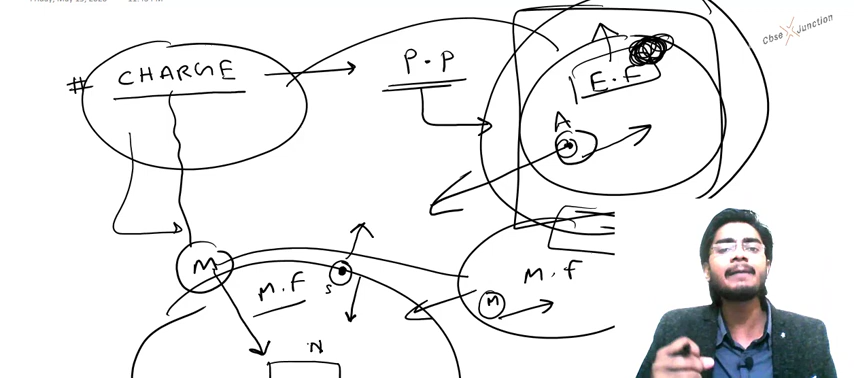 Cbse Junction
# CHARGE
P.P
E.F
A
M
M.F
S
M.f
M
N